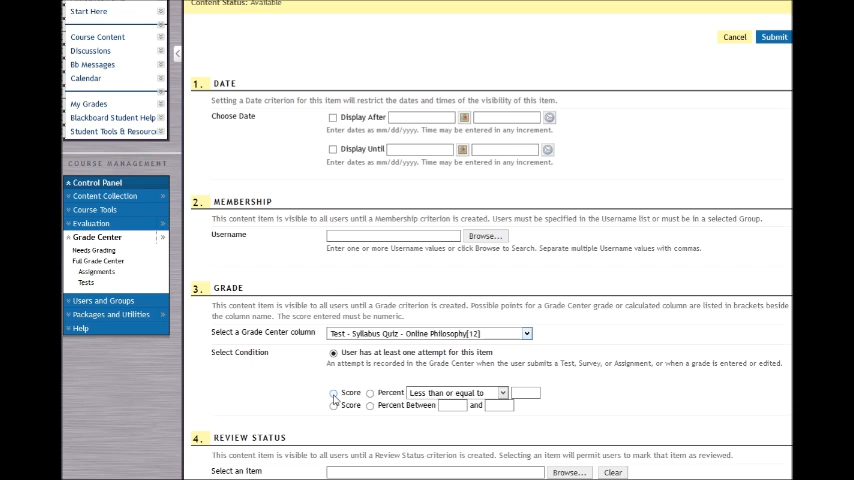 Content Status: Available
Start Here
Course Content
Discussions
Bb Messages
Calendar
My Grades
Blackboard Student Help
Student Tools & Resourc
COURSE MANAGEMENT
Control Panel
Content Collection
Course Tools
Evaluation
Grade Center
Needs Grading
Full Grade Center
Assignments
Tests
Users and Groups
Packages and Utilities
Help
Cancel
Submit
1. DATE
Setting a Date criterion for this item will restrict the dates and times of the visibility of this item.
Choose Date
Display After
Enter dates as mm/dd/yyyy. Time may be entered in any increment.
Display Until
Enter dates as mm/dd/yyyy. Time may be entered in any increment.
2. MEMBERSHIP
This content item is visible to all users until a Membership criterion is created. Users must be specified in the Username list or must be in a selected Group.
Username
Browse...
Enter one or more Username values or click Browse to Search. Separate multiple Username values with commas.
3. GRADE
This content item is visible to all users until a Grade criterion is created. Possible points for a Grade Center grade or calculated column are listed in brackets beside
the column name. The score entered must be numeric.
Select a Grade Center column
Test - Syllabus Quiz - Online Philosophy[12]
Select Condition
User has at least one attempt for this item
An attempt is recorded in the Grade Center when the user submits a Test, Survey, or Assignment, or when a grade is entered or edited.
Score Percent Less than or equal to
Score Percent Between and
4. REVIEW STATUS
This content item is visible to all users until a Review Status criterion is created. Selecting an item will permit users to mark that item as reviewed.
Select an Item
Browse... Clear